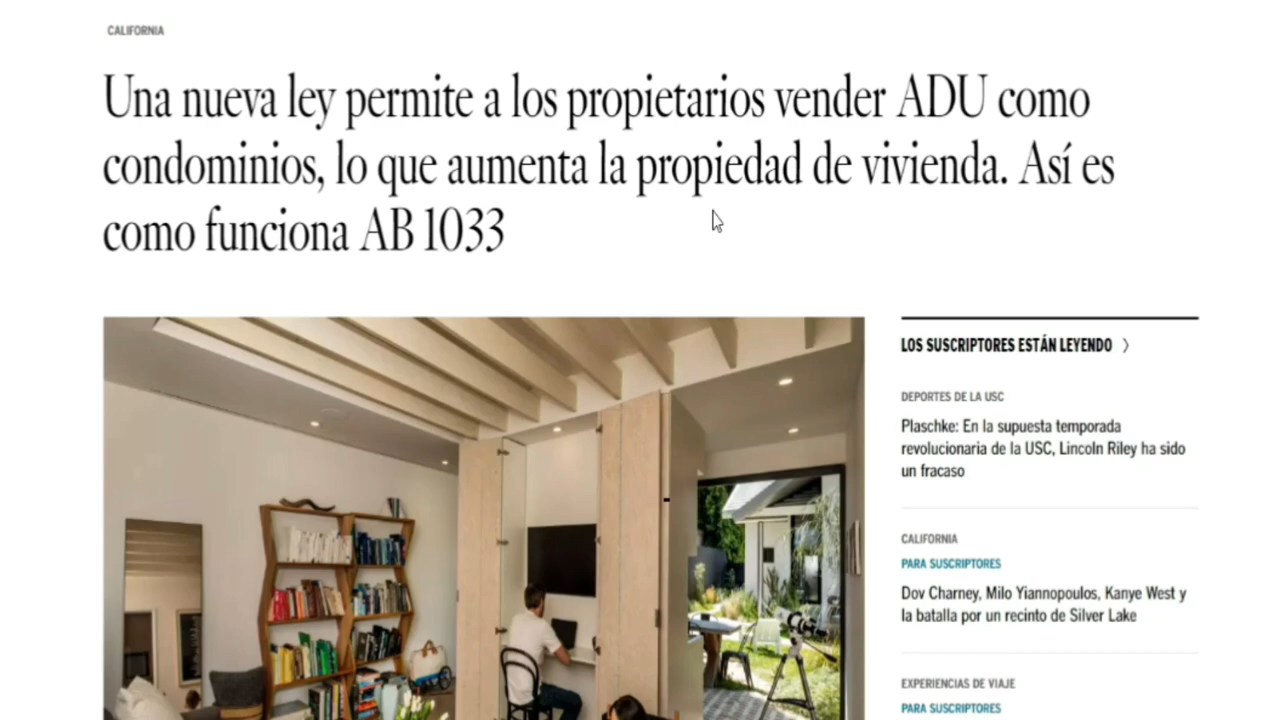 CALIFORNIA
Una nueva ley permite a los propietarios vender ADU como
condominios, lo que aumenta la propiedad de vivienda. Así es
como funciona AB 1033
LOS SUSCRIPTORES ESTÁN LEYENDO
DEPORTES DE LA USC
Plaschke: En la supuesta temporada
revolucionaria de la USC, Lincoln Riley ha sido
un fracaso
CALIFORNIA
PARA SUSCRIPTORES
Dov Charney, Milo Yiannopoulos, Kanye West y
la batalla por un recinto de Silver Lake
EXPERIENCIAS DE VIAJE
PARA SUSCRIPTORES